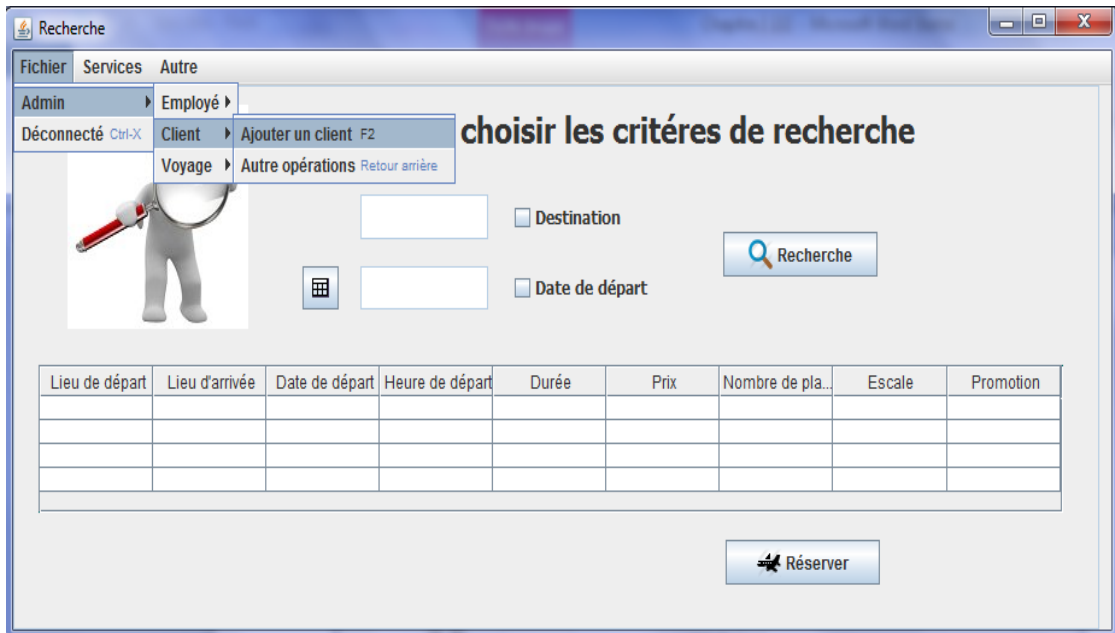 Recherche
Fichier Services Autre
Admin Employé
Déconnecté Ctrl-X Client Ajouter un client F2 choisir les critéres de recherche
Voyage Autre opérations Retour arrière
Destination
Recherche
Date de départ
Lieu de départ Lieu d'arrivée Date de départ Heure de départ Durée Prix Nombre de pla... Escale Promotion
Réserver